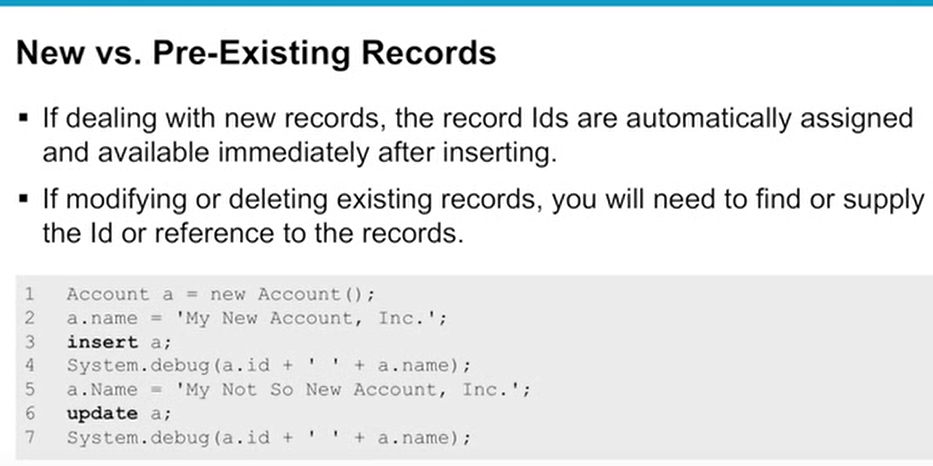 New vs. Pre-Existing Records
▪ If dealing with new records, the record Ids are automatically assigned
and available immediately after inserting.
▪ If modifying or deleting existing records, you will need to find or supply
the Id or reference to the records.
1 Account a = new Account();
2 a.name = 'My New Account, Inc.';
3 insert a;
4 System.debug(a.id + ' ' + a.name);
5 a.Name = 'My Not So New Account, Inc.';
6 update a;
7 System.debug(a.id + ' ' + a.name);